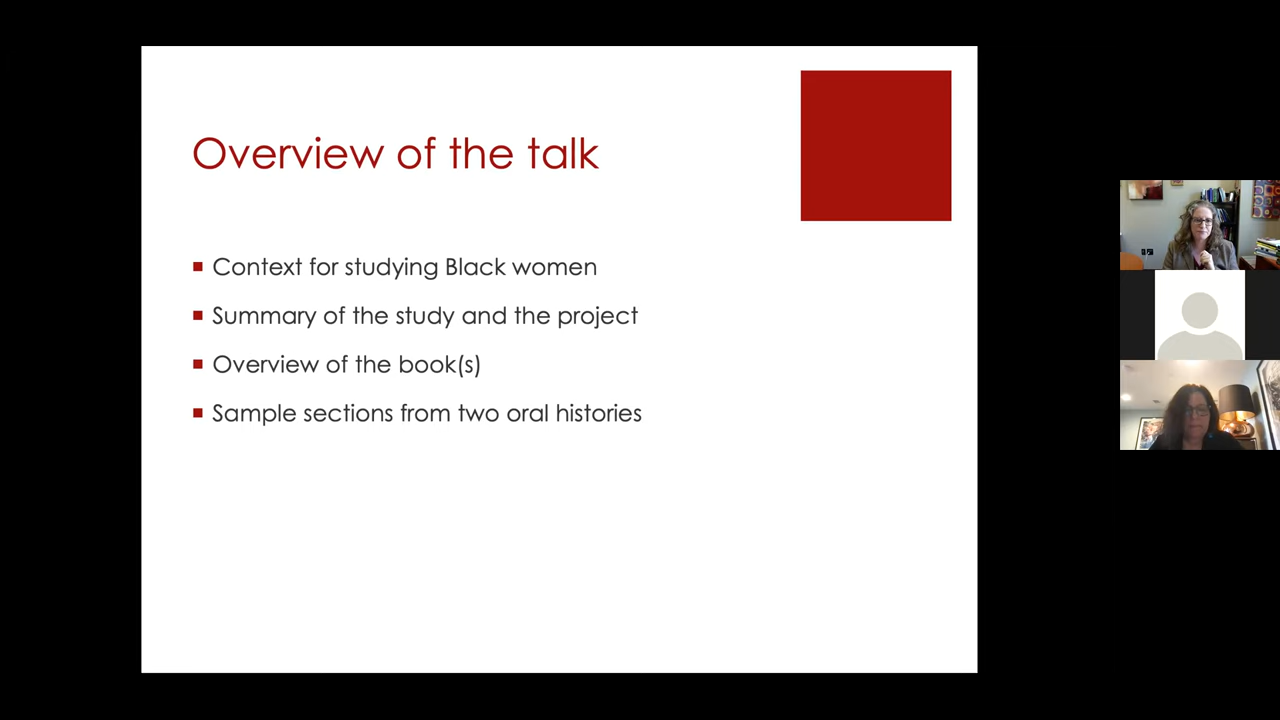 Overview of the talk
Context for studying Black women
Summary of the study and the project
Overview of the book(s)
Sample sections from two oral histories